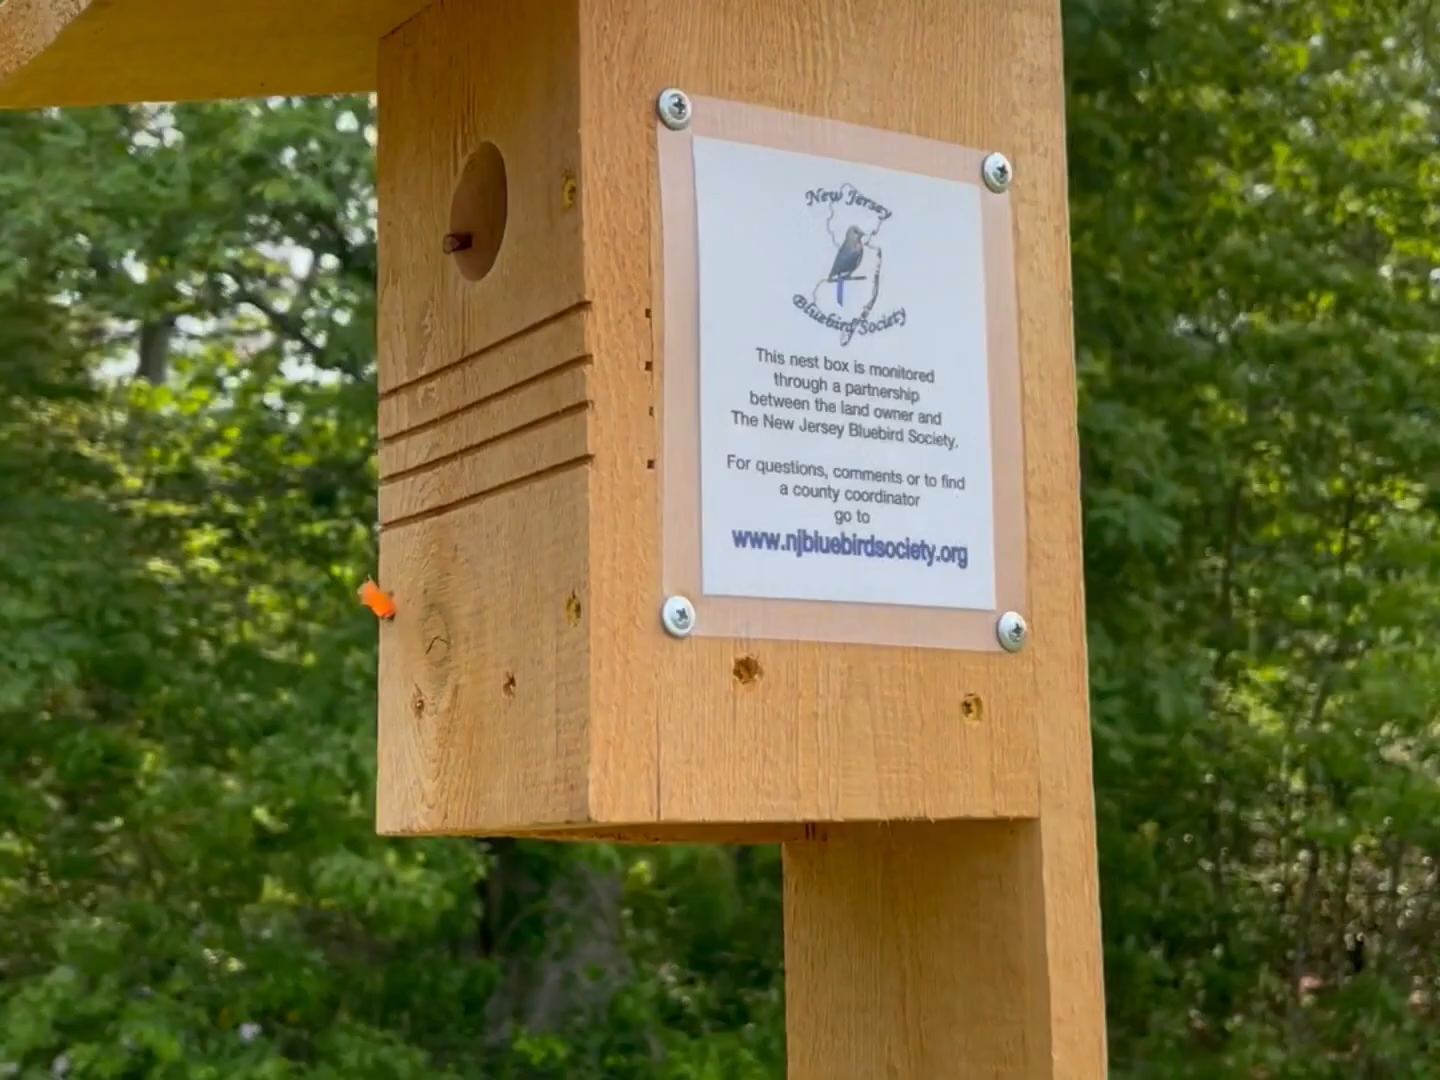 New Jersey
Bluebird Society
This nest box is monitored
through a partnership
between the land owner and
The New Jersey Bluebird Society.
For questions, comments or to find
a county coordinator
go to
www.njbluebirdsociety.org